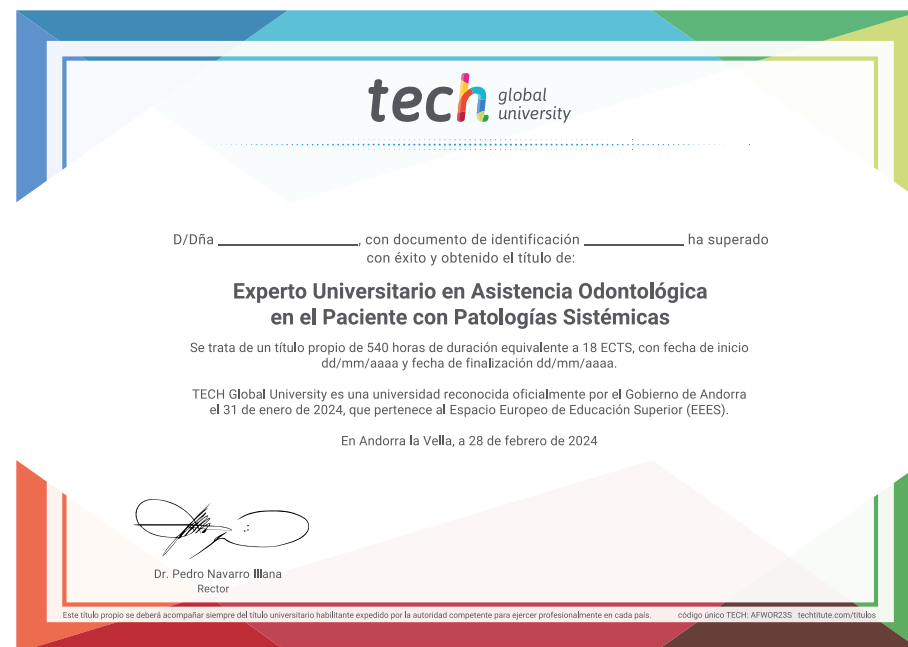 tech global university
D/Dña ____________, con documento de identificación ____________ ha superado
con éxito y obtenido el título de:
Experto Universitario en Asistencia Odontológica
en el Paciente con Patologías Sistémicas
Se trata de un título propio de 540 horas de duración equivalente a 18 ECTS, con fecha de inicio
dd/mm/aaaa y fecha de finalización dd/mm/aaaa.
TECH Global University es una universidad reconocida oficialmente por el Gobierno de Andorra
el 31 de enero de 2024, que pertenece al Espacio Europeo de Educación Superior (EEES).
En Andorra la Vella, a 28 de febrero de 2024
Dr. Pedro Navarro Illana
Rector
Este título propio se deberá acompañar siempre del título universitario habilitante expedido por la autoridad competente para ejercer profesionalmente en cada país. código único TECH: AFWOR23S techtitute.com/titulos